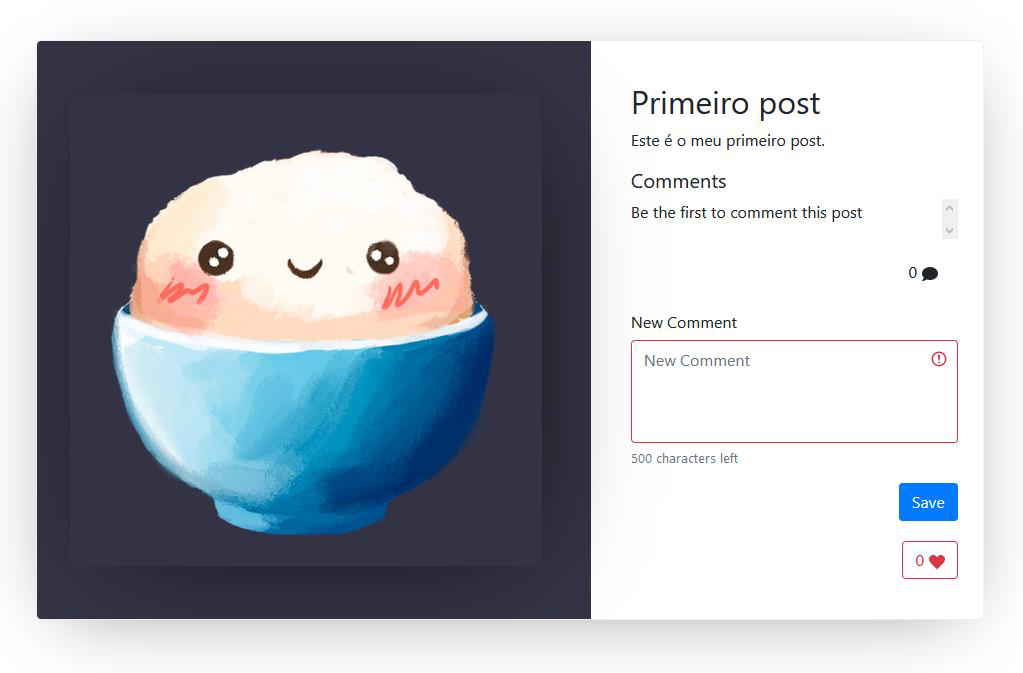 Primeiro post
Este é o meu primeiro post.
Comments
Be the first to comment this post
0
New Comment
New Comment
500 characters left
Save
0